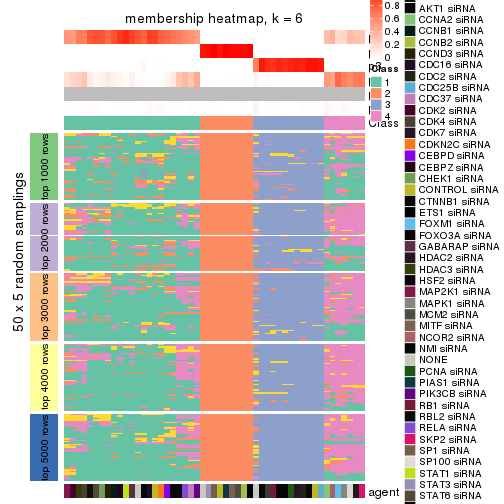 membership heatmap, k = 6
50 x 5 random samplings
top 1000 rows
top 2000 rows
top 3000 rows
top 4000 rows
top 5000 rows
0.8
0.6
0.4
0.2
0
Class
1
2
3
4
Class
agent
AKT1 siRNA
CCNA2 siRNA
CCNB1 siRNA
CCNB2 siRNA
CCND3 siRNA
CDC16 siRNA
CDC2 siRNA
CDC25B siRNA
CDC37 siRNA
CDK2 siRNA
CDK4 siRNA
CDK7 siRNA
CDKN2C siRNA
CEBPD siRNA
CEBPZ siRNA
CHEK1 siRNA
CONTROL siRNA
CTNNB1 siRNA
ETS1 siRNA
FOXM1 siRNA
FOXO3A siRNA
GABARAP siRNA
HDAC2 siRNA
HDAC3 siRNA
HSF2 siRNA
MAP2K1 siRNA
MAPK1 siRNA
MCM2 siRNA
MITF siRNA
NCOR2 siRNA
NMI siRNA
NONE
PCNA siRNA
PIAS1 siRNA
PIK3CB siRNA
RB1 siRNA
RBL2 siRNA
RELA siRNA
SKP2 siRNA
SP1 siRNA
SP100 siRNA
STAT1 siRNA
STAT3 siRNA
STAT6 siRNA